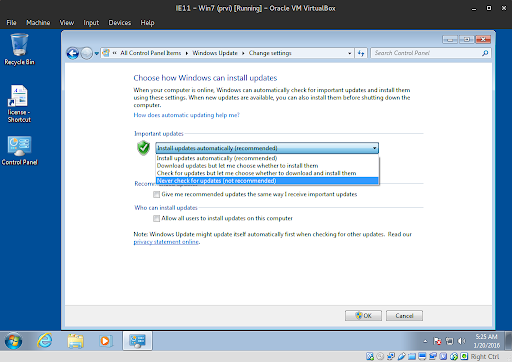 IE11 – Win7 (prvi) [Running] – Oracle VM VirtualBox
File Machine View Input Devices Help
Recycle Bin
license - Shortcut
Control Panel
« All Control Panel Items ▸ Windows Update ▸ Change settings
Search Control Panel
Choose how Windows can install updates
When your computer is online, Windows can automatically check for important updates and install them
using these settings. When new updates are available, you can also install them before shutting down the
computer.
How does automatic updating help me?
Important updates
Install updates automatically (recommended)
Install updates automatically (recommended)
Download updates but let me choose whether to install them
Check for updates but let me choose whether to download and install them
Never check for updates (not recommended)
Recom
Give me recommended updates the same way I receive important updates
Who can install updates
Allow all users to install updates on this computer
Note: Windows Update might update itself automatically first when checking for other updates. Read our
privacy statement online.
OK
Cancel
5:25 AM
1/20/2016
Right Ctrl